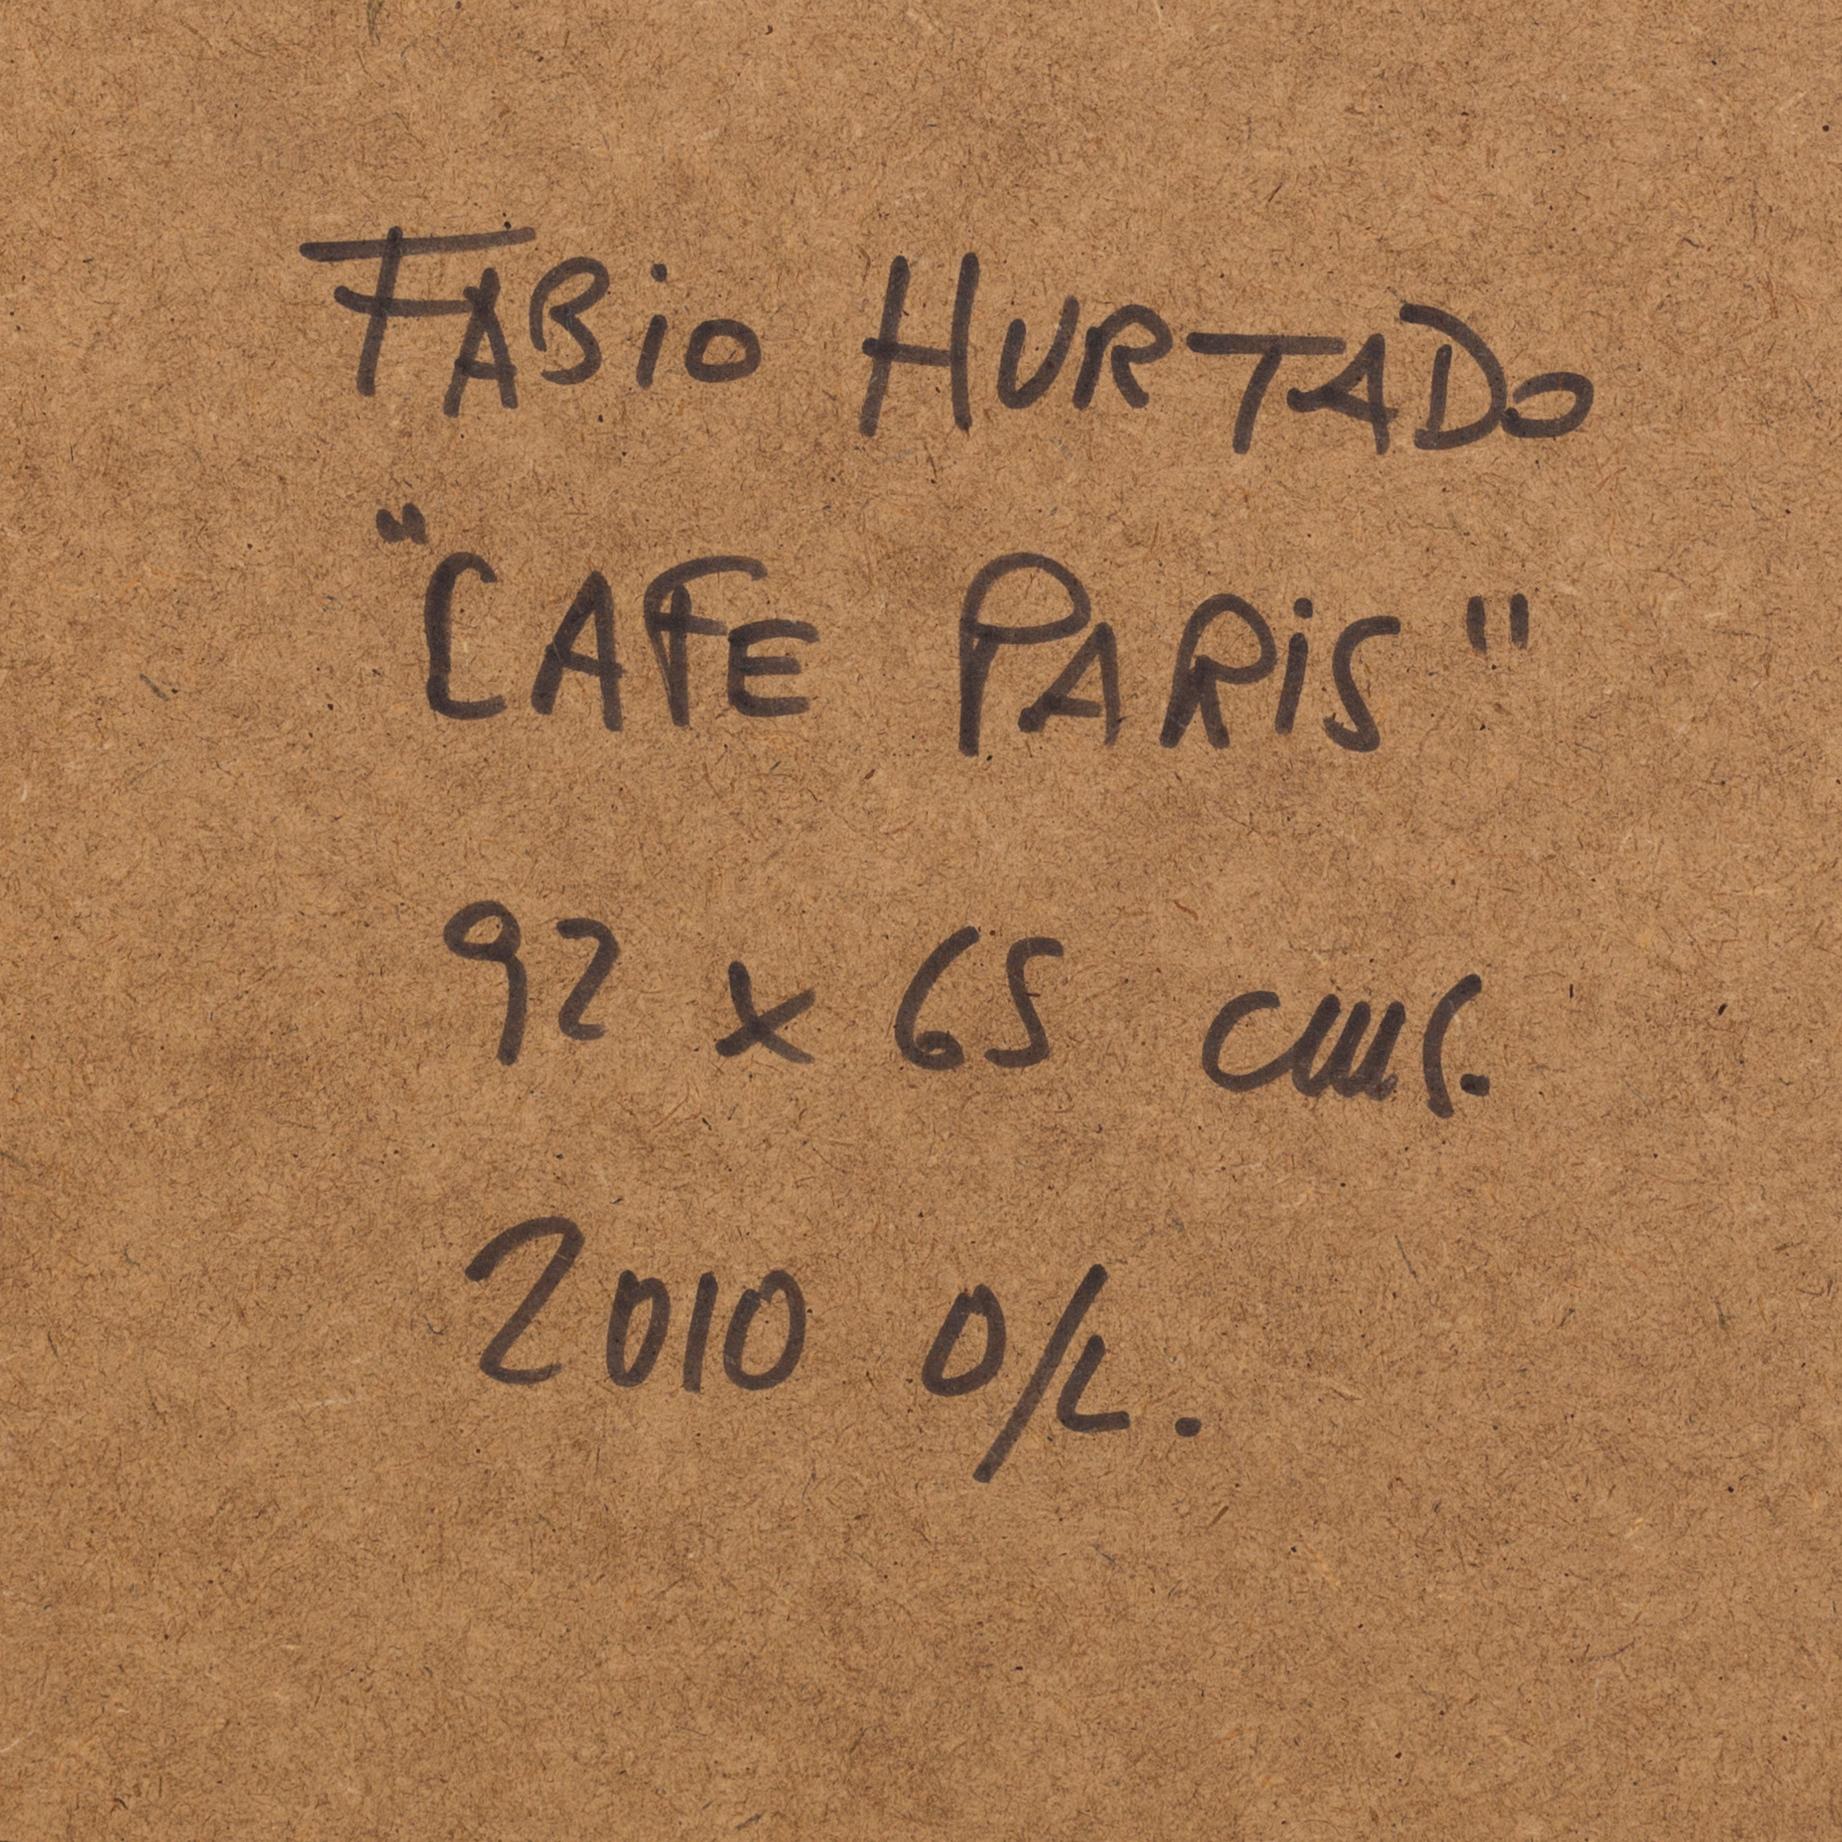 FABiO HURTADO
"CAFE PARiS"
92 x 65 cms.
2010 O/L.